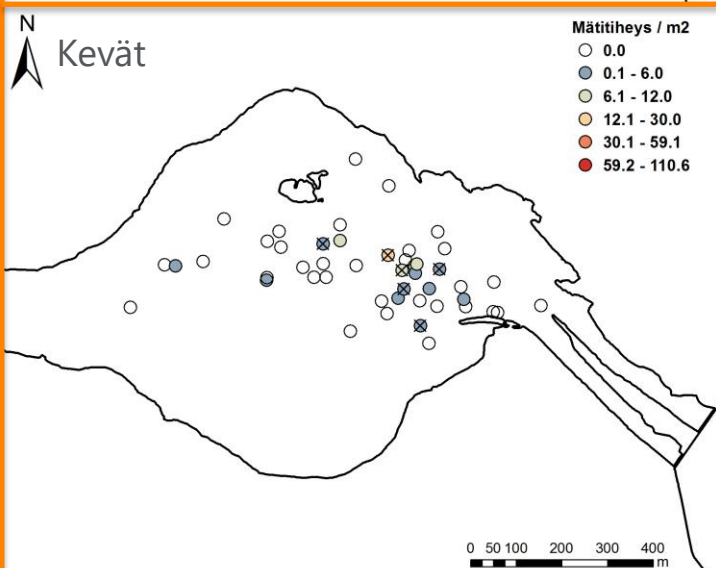 N
Kevät
Mätitiheys / m2
0.0
0.1 - 6.0
6.1 - 12.0
12.1 - 30.0
30.1 - 59.1
59.2 - 110.6
0 50 100 200 300 400
m